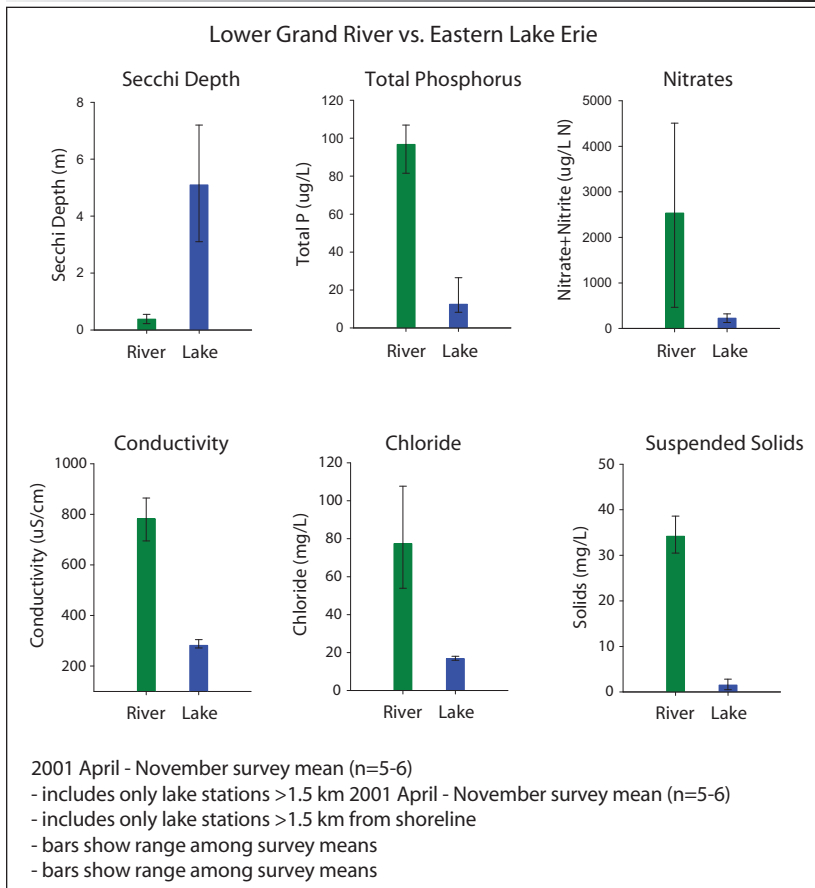 Lower Grand River vs. Eastern Lake Erie
Secchi Depth
Secchi Depth (m)
8
6
4
2
0
River Lake
Total Phosphorus
Total P (ug/L)
120
100
80
60
40
20
0
River Lake
Nitrates
Nitrate+Nitrite (ug/L N)
5000
4000
3000
2000
1000
0
River Lake
Conductivity
Conductivity (uS/cm)
1000
800
600
400
200
River Lake
Chloride
Chloride (mg/L)
120
100
80
60
40
20
0
River Lake
Suspended Solids
Solids (mg/L)
50
40
30
20
10
0
River Lake
2001 April - November survey mean (n=5-6)
- includes only lake stations >1.5 km 2001 April - November survey mean (n=5-6)
- includes only lake stations >1.5 km from shoreline
- bars show range among survey means
- bars show range among survey means